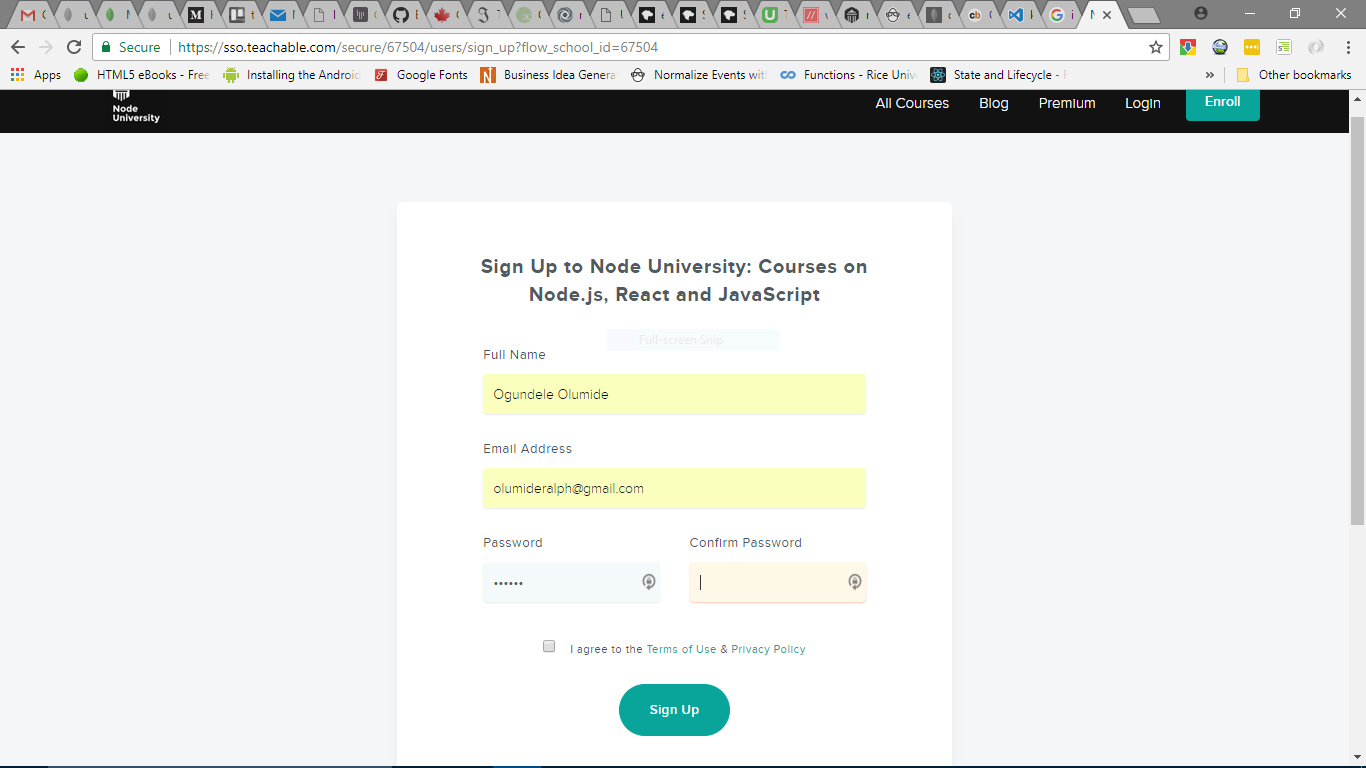 Secure
https://sso.teachable.com/secure/67504/users/sign_up?flow_school_id=67504
Apps
HTML5 eBooks - Free
Installing the Androi
Google Fonts
Business Idea Genera
Normalize Events with
Functions - Rice Univ
State and Lifecycle -
»
Other bookmarks
Node
University
All Courses
Blog
Premium
Login
Enroll
Sign Up to Node University: Courses on
Node.js, React and JavaScript
Full-screen Snip
Full Name
Ogundele Olumide
Email Address
olumideralph@gmail.com
Password
Confirm Password
••••••
I agree to the Terms of Use & Privacy Policy
Sign Up